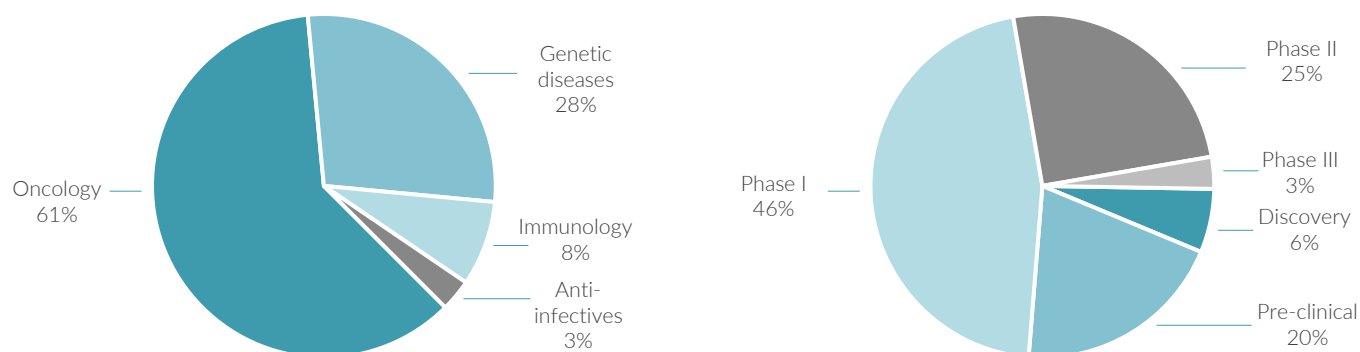 Genetic
diseases
28%
Oncology
61%
Immunology
8%
Anti-
infectives
3%
Phase II
25%
Phase III
3%
Phase I
46%
Discovery
6%
Pre-clinical
20%